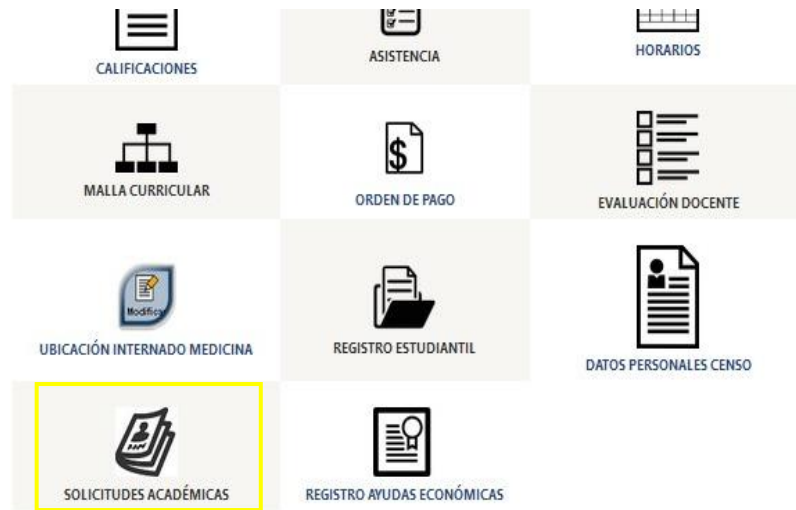 CALIFICACIONES
ASISTENCIA
HORARIOS
MALLA CURRICULAR
$
ORDEN DE PAGO
EVALUACIÓN DOCENTE
Modificar
UBICACIÓN INTERNADO MEDICINA
REGISTRO ESTUDIANTIL
DATOS PERSONALES CENSO
SOLICITUDES ACADÉMICAS
REGISTRO AYUDAS ECONÓMICAS